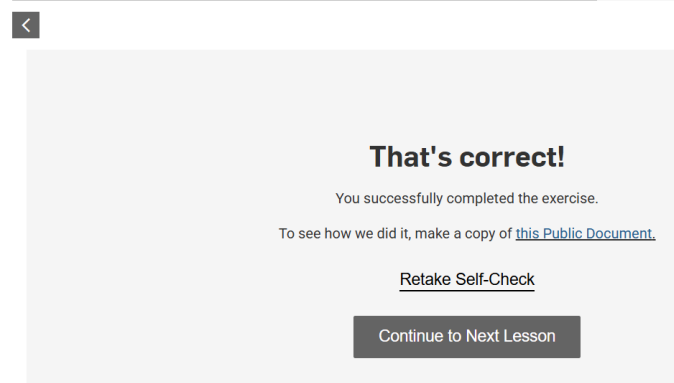 That's correct!
You successfully completed the exercise.
To see how we did it, make a copy of this Public Document.
Retake Self-Check
Continue to Next Lesson